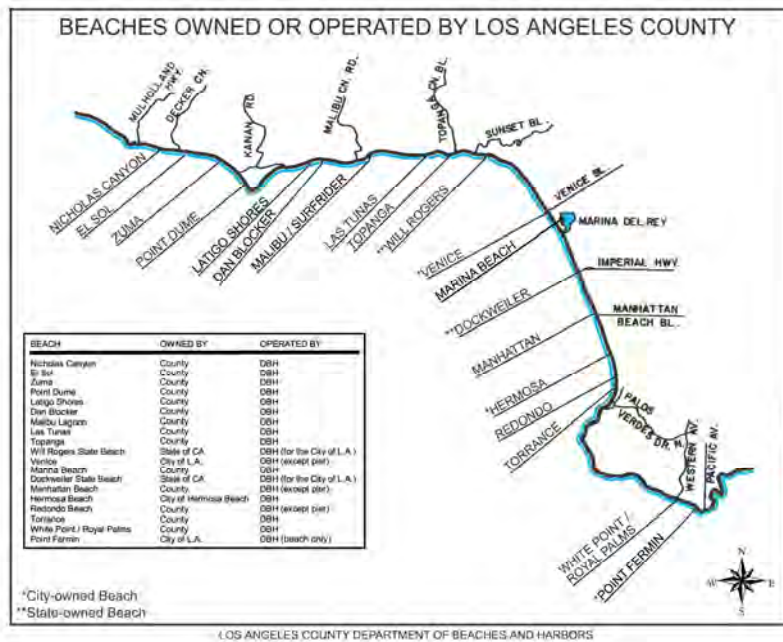 BEACHES OWNED OR OPERATED BY LOS ANGELES COUNTY
MULHOLLAND
HWY.
DECKER CN.
KANAN RD.
MALIBU CN. RD.
TOPANGA CN. BL.
SUNSET BL.
NICHOLAS CANYON
EL SOL
ZUMA
POINT DUME
LATIGO SHORES
DAN BLOCKER
MALIBU / SURFRIDER
LAS TUNAS
TOPANGA
**WILL ROGERS
VENICE BL.
*VENICE
MARINA DEL REY
MARINA BEACH
IMPERIAL HWY.
**DOCKWEILER
MANHATTAN
BEACH BL.
MANHATTAN
*HERMOSA
REDONDO
TORRANCE
PALOS
VERDES DR. N.
WESTERN AV.
PACIFIC AV.
WHITE POINT /
ROYAL PALMS
*POINT FERMIN
BEACH OWNED BY OPERATED BY
Nicholas Canyon County DBH
El Sol County DBH
Zuma County DBH
Point Dume County DBH
Latigo Shores County DBH
Dan Blocker County DBH
Malibu Lagoon County DBH
Las Tunas County DBH
Topanga County DBH
Will Rogers State Beach State of CA DBH (for the City of L.A.)
Venice City of L.A. DBH (except pier)
Marina Beach County DBH
Dockweiler State Beach State of CA DBH (for the City of L.A.)
Manhattan Beach County DBH (except pier)
Hermosa Beach City of Hermosa Beach DBH
Redondo Beach County DBH (except pier)
Torrance County DBH
White Point / Royal Palms County DBH
Point Fermin City of L.A. DBH (beach only)
*City-owned Beach
**State-owned Beach
N
W E
S
LOS ANGELES COUNTY DEPARTMENT OF BEACHES AND HARBORS